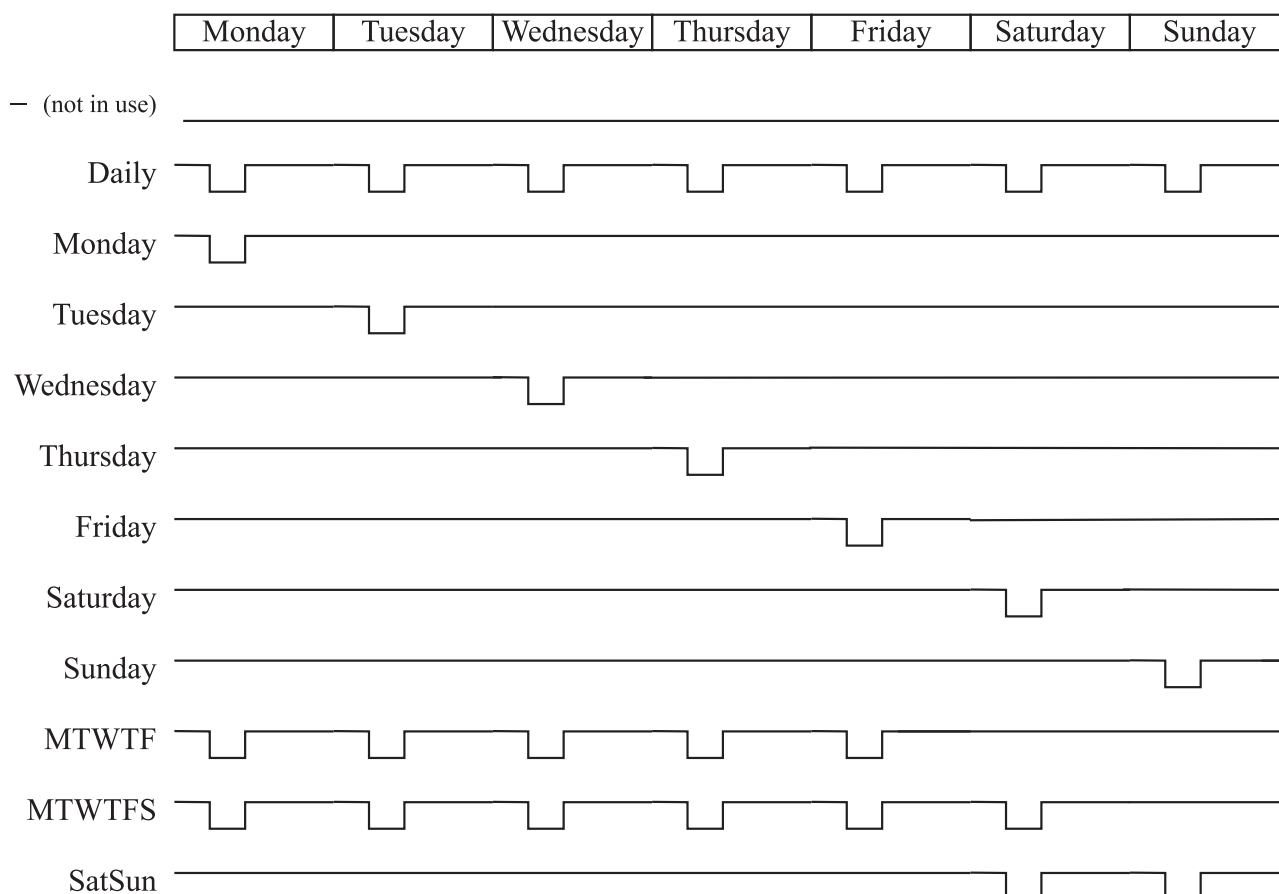 Monday Tuesday Wednesday Thursday Friday Saturday Sunday
– (not in use)
Daily
Monday
Tuesday
Wednesday
Thursday
Friday
Saturday
Sunday
MTWTF
MTWTFS
SatSun